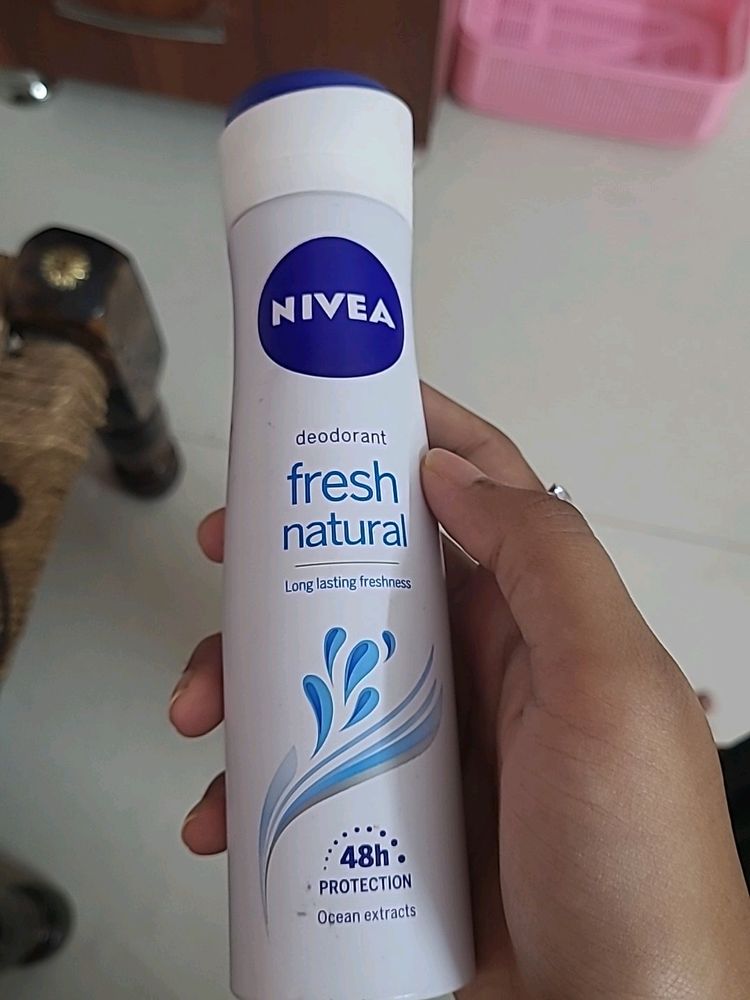 NIVEA
deodorant
fresh
natural
Long lasting freshness
48h
PROTECTION
Ocean extracts